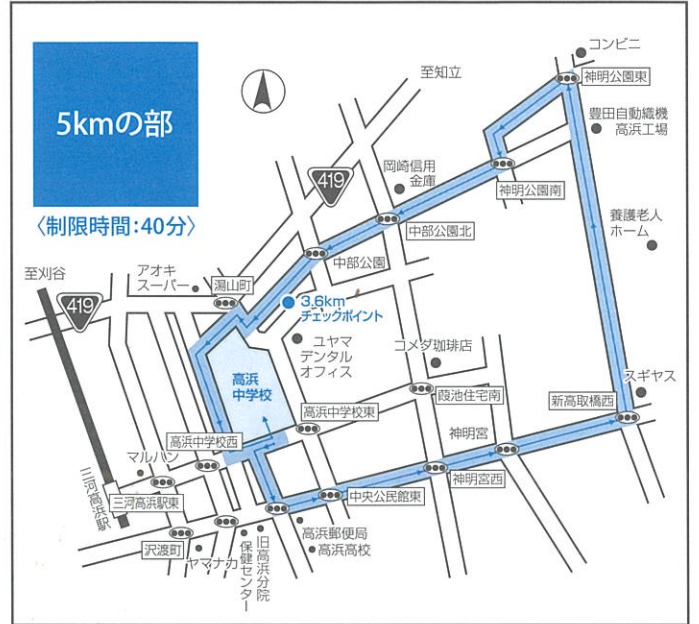 5kmの部
〈制限時間:40分〉
至知立
コンビニ
神明公園東
豊田自動織機
高浜工場
419
岡崎信用
金庫
神明公園南
中部公園北
養護老人
ホーム
中部公園
至刈谷
アオキ
スーパー
湯山町
419
3.6km
チェックポイント
ユヤマ
デンタル
オフィス
コメダ珈琲店
高浜
中学校
スギヤス
葭池住宅南
新高取橋西
高浜中学校東
高浜中学校西
神明宮
マルハン
神明宮西
三河高浜駅
三河高浜駅東
中央公民館東
沢渡町
ヤマナカ
高浜郵便局
高浜高校
旧高浜分院
保健センター